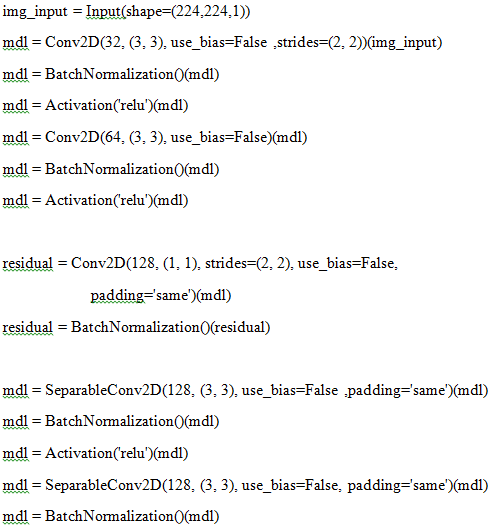 img_input = Input(shape=(224,224,1))
mdl = Conv2D(32, (3, 3), use_bias=False ,strides=(2, 2))(img_input)
mdl = BatchNormalization()(mdl)
mdl = Activation('relu')(mdl)
mdl = Conv2D(64, (3, 3), use_bias=False)(mdl)
mdl = BatchNormalization()(mdl)
mdl = Activation('relu')(mdl)
residual = Conv2D(128, (1, 1), strides=(2, 2), use_bias=False,
padding='same')(mdl)
residual = BatchNormalization()(residual)
mdl = SeparableConv2D(128, (3, 3), use_bias=False ,padding='same')(mdl)
mdl = BatchNormalization()(mdl)
mdl = Activation('relu')(mdl)
mdl = SeparableConv2D(128, (3, 3), use_bias=False, padding='same')(mdl)
mdl = BatchNormalization()(mdl)